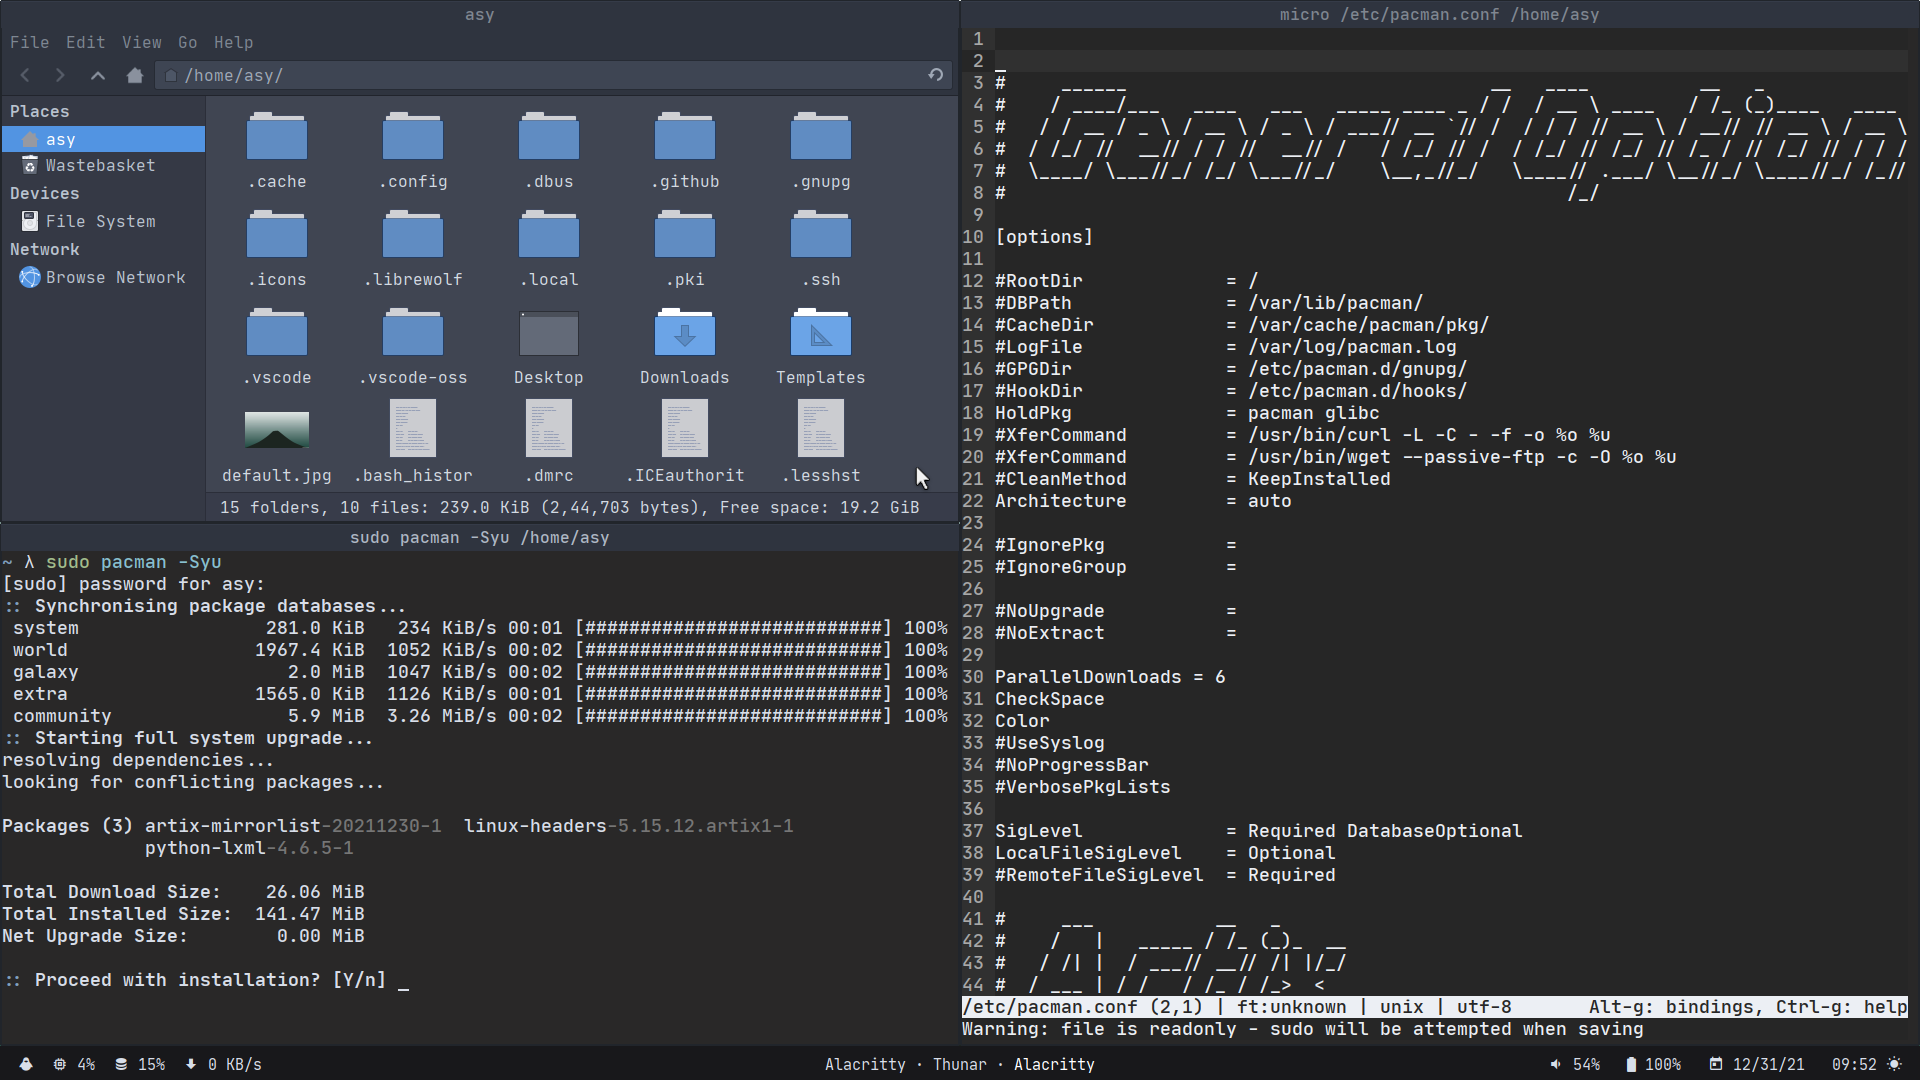 asy
File Edit View Go Help
/home/asy/
Places
asy
Wastebasket
Devices
File System
Network
Browse Network
.cache .config .dbus .github .gnupg
.icons .librewolf .local .pki .ssh
.vscode .vscode-oss Desktop Downloads Templates
default.jpg .bash_histor .dmrc .ICEauthorit .lesshst
15 folders, 10 files: 239.0 KiB (2,44,703 bytes), Free space: 19.2 GiB
sudo pacman -Syu /home/asy
~ λ sudo pacman -Syu
[sudo] password for asy:
:: Synchronising package databases...
system 281.0 KiB 234 KiB/s 00:01 [###########################] 100%
world 1967.4 KiB 1052 KiB/s 00:02 [###########################] 100%
galaxy 2.0 MiB 1047 KiB/s 00:02 [###########################] 100%
extra 1565.0 KiB 1126 KiB/s 00:01 [###########################] 100%
community 5.9 MiB 3.26 MiB/s 00:02 [###########################] 100%
:: Starting full system upgrade...
resolving dependencies...
looking for conflicting packages...
Packages (3) artix-mirrorlist-20211230-1 linux-headers-5.15.12.artix1-1
python-lxml-4.6.5-1
Total Download Size: 26.06 MiB
Total Installed Size: 141.47 MiB
Net Upgrade Size: 0.00 MiB
:: Proceed with installation? [Y/n] _
micro /etc/pacman.conf /home/asy
1
2
3 #
4 #
5 # General Option
6 #
7 #
8 #
9
10 [options]
11
12 #RootDir = /
13 #DBPath = /var/lib/pacman/
14 #CacheDir = /var/cache/pacman/pkg/
15 #LogFile = /var/log/pacman.log
16 #GPGDir = /etc/pacman.d/gnupg/
17 #HookDir = /etc/pacman.d/hooks/
18 HoldPkg = pacman glibc
19 #XferCommand = /usr/bin/curl -L -C - -f -o %o %u
20 #XferCommand = /usr/bin/wget --passive-ftp -c -O %o %u
21 #CleanMethod = KeepInstalled
22 Architecture = auto
23
24 #IgnorePkg =
25 #IgnoreGroup =
26
27 #NoUpgrade =
28 #NoExtract =
29
30 ParallelDownloads = 6
31 CheckSpace
32 Color
33 #UseSyslog
34 #NoProgressBar
35 #VerbosePkgLists
36
37 SigLevel = Required DatabaseOptional
38 LocalFileSigLevel = Optional
39 #RemoteFileSigLevel = Required
40
41 #
42 # Artix
43 #
44 #
/etc/pacman.conf (2,1) | ft:unknown | unix | utf-8 Alt-g: bindings, Ctrl-g: help
Warning: file is readonly - sudo will be attempted when saving
4% 15% 0 KB/s Alacritty · Thunar · Alacritty 54% 100% 12/31/21 09:52